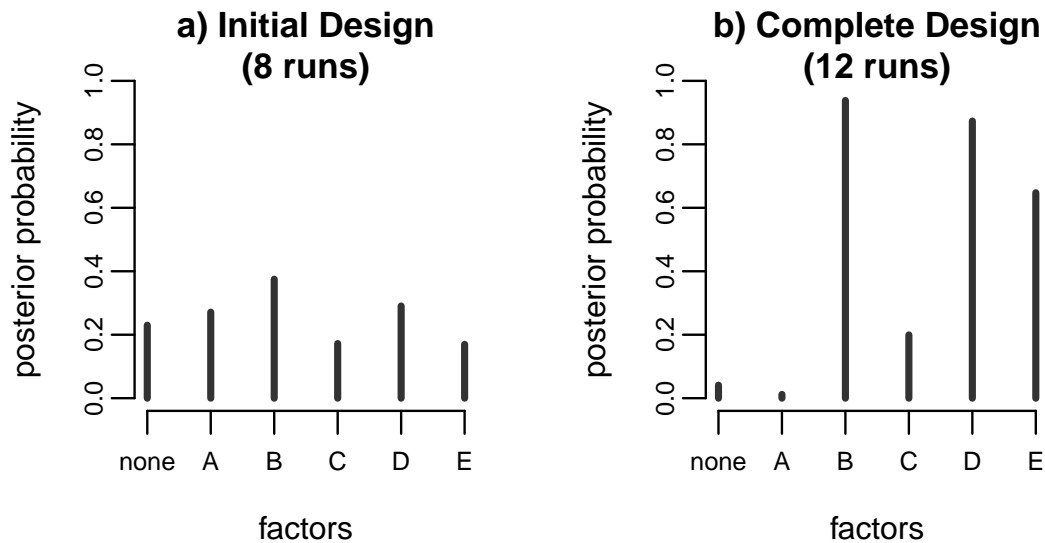 a) Initial Design
(8 runs)
posterior probability
1.0
0.8
0.6
0.4
0.2
0.0
none A B C D E
factors
b) Complete Design
(12 runs)
posterior probability
1.0
0.8
0.6
0.4
0.2
0.0
none A B C D E
factors